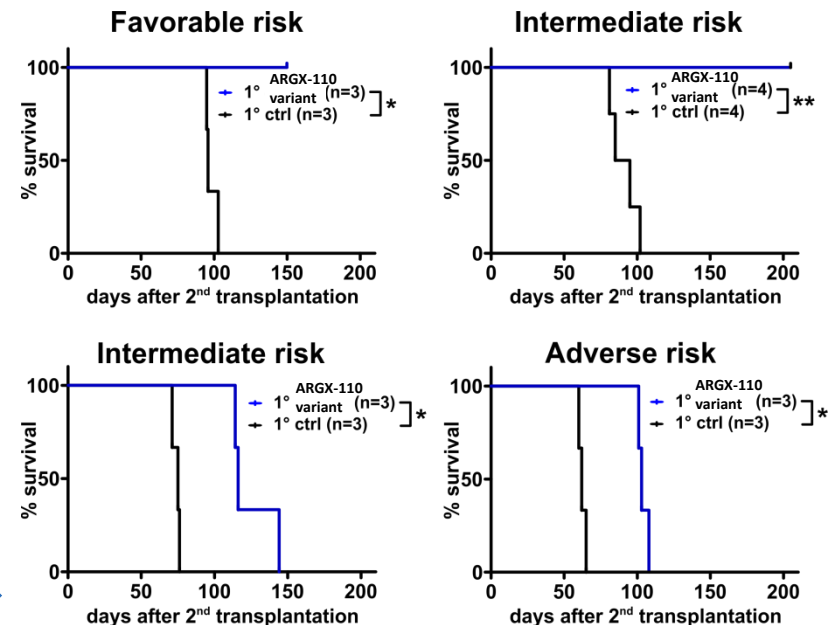 Favorable risk
% survival
100
50
0
0 50 100 150 200
days after 2nd transplantation
1° ARGX-110 variant (n=3)
1° ctrl (n=3)
*
Intermediate risk
% survival
100
50
0
0 50 100 150 200
days after 2nd transplantation
1° ARGX-110 variant (n=4)
1° ctrl (n=4)
**
Intermediate risk
% survival
100
50
0
0 50 100 150 200
days after 2nd transplantation
1° ARGX-110 variant (n=3)
1° ctrl (n=3)
*
Adverse risk
% survival
100
50
0
0 50 100 150 200
days after 2nd transplantation
1° ARGX-110 variant (n=3)
1° ctrl (n=3)
*